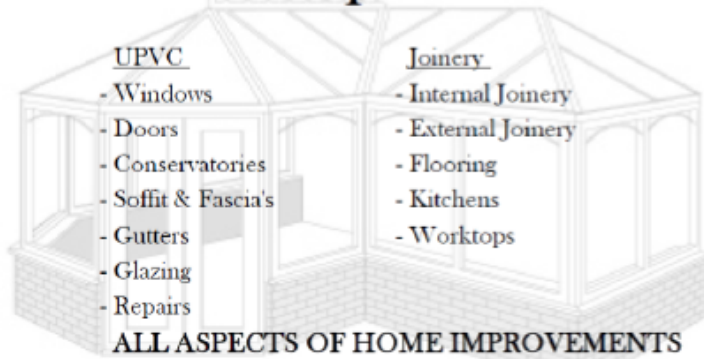 UPVC
- Windows
- Doors
- Conservatories
- Soffit & Fascia's
- Gutters
- Glazing
- Repairs
Joinery
- Internal Joinery
- External Joinery
- Flooring
- Kitchens
- Worktops
ALL ASPECTS OF HOME IMPROVEMENTS